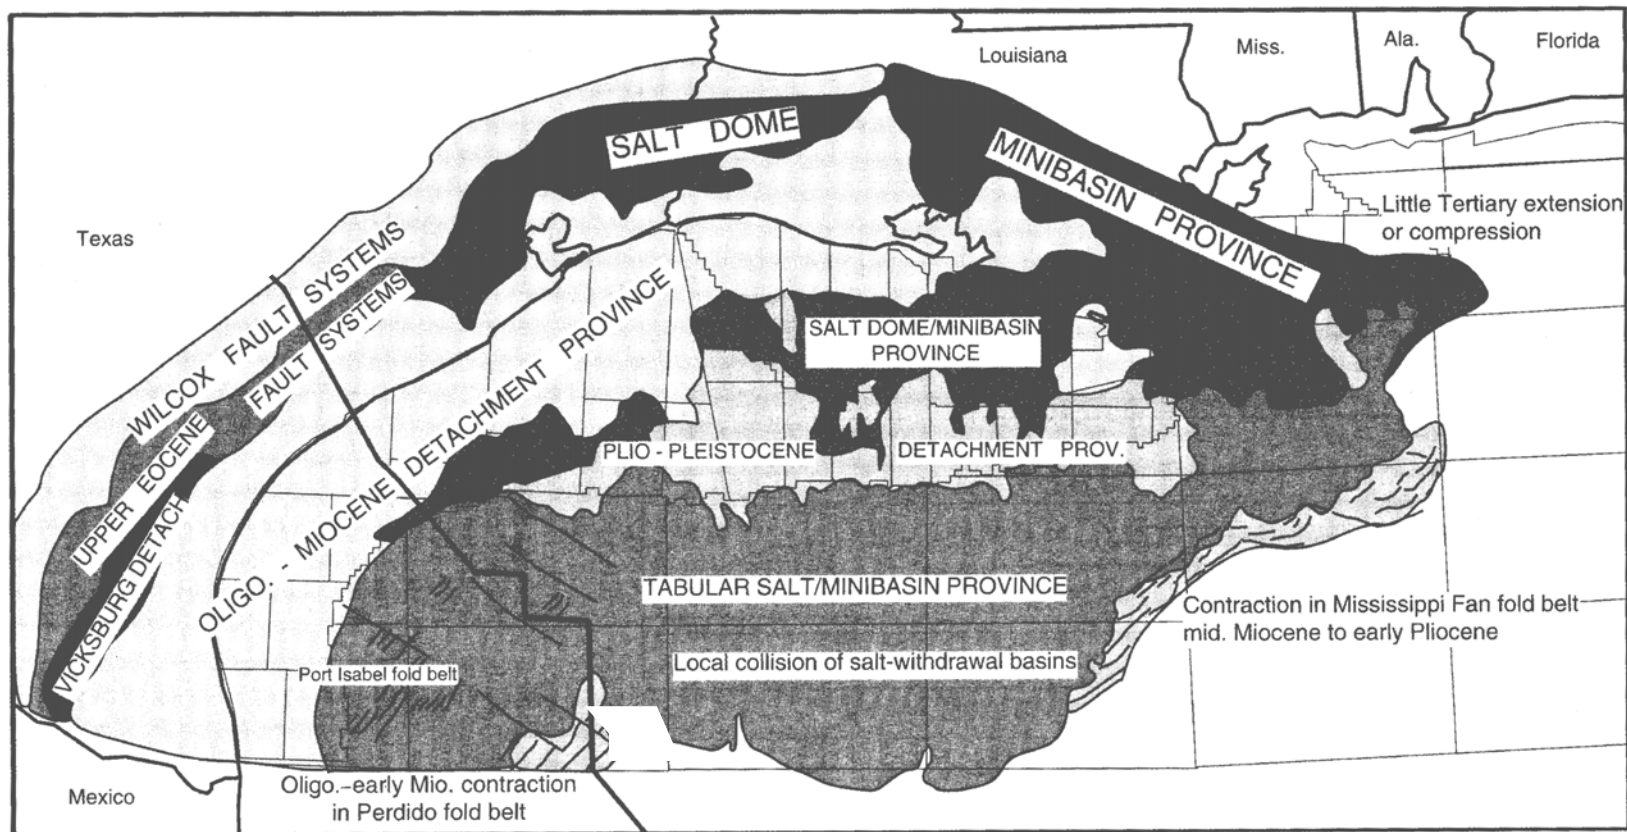 Louisiana
Miss.
Ala.
Florida
SALT DOME
MINIBASIN PROVINCE
Little Tertiary extension
or compression
Texas
WILCOX FAULT SYSTEMS
UPPER EOCENE FAULT SYSTEMS
VICKSBURG DETACH
OLIGO. - MIOCENE DETACHMENT PROVINCE
SALT DOME/MINIBASIN
PROVINCE
PLIO - PLEISTOCENE DETACHMENT PROV.
TABULAR SALT/MINIBASIN PROVINCE
Contraction in Mississippi Fan fold belt
mid. Miocene to early Pliocene
Port Isabel fold belt
Local collision of salt-withdrawal basins
Oligo.-early Mio. contraction
in Perdido fold belt
Mexico